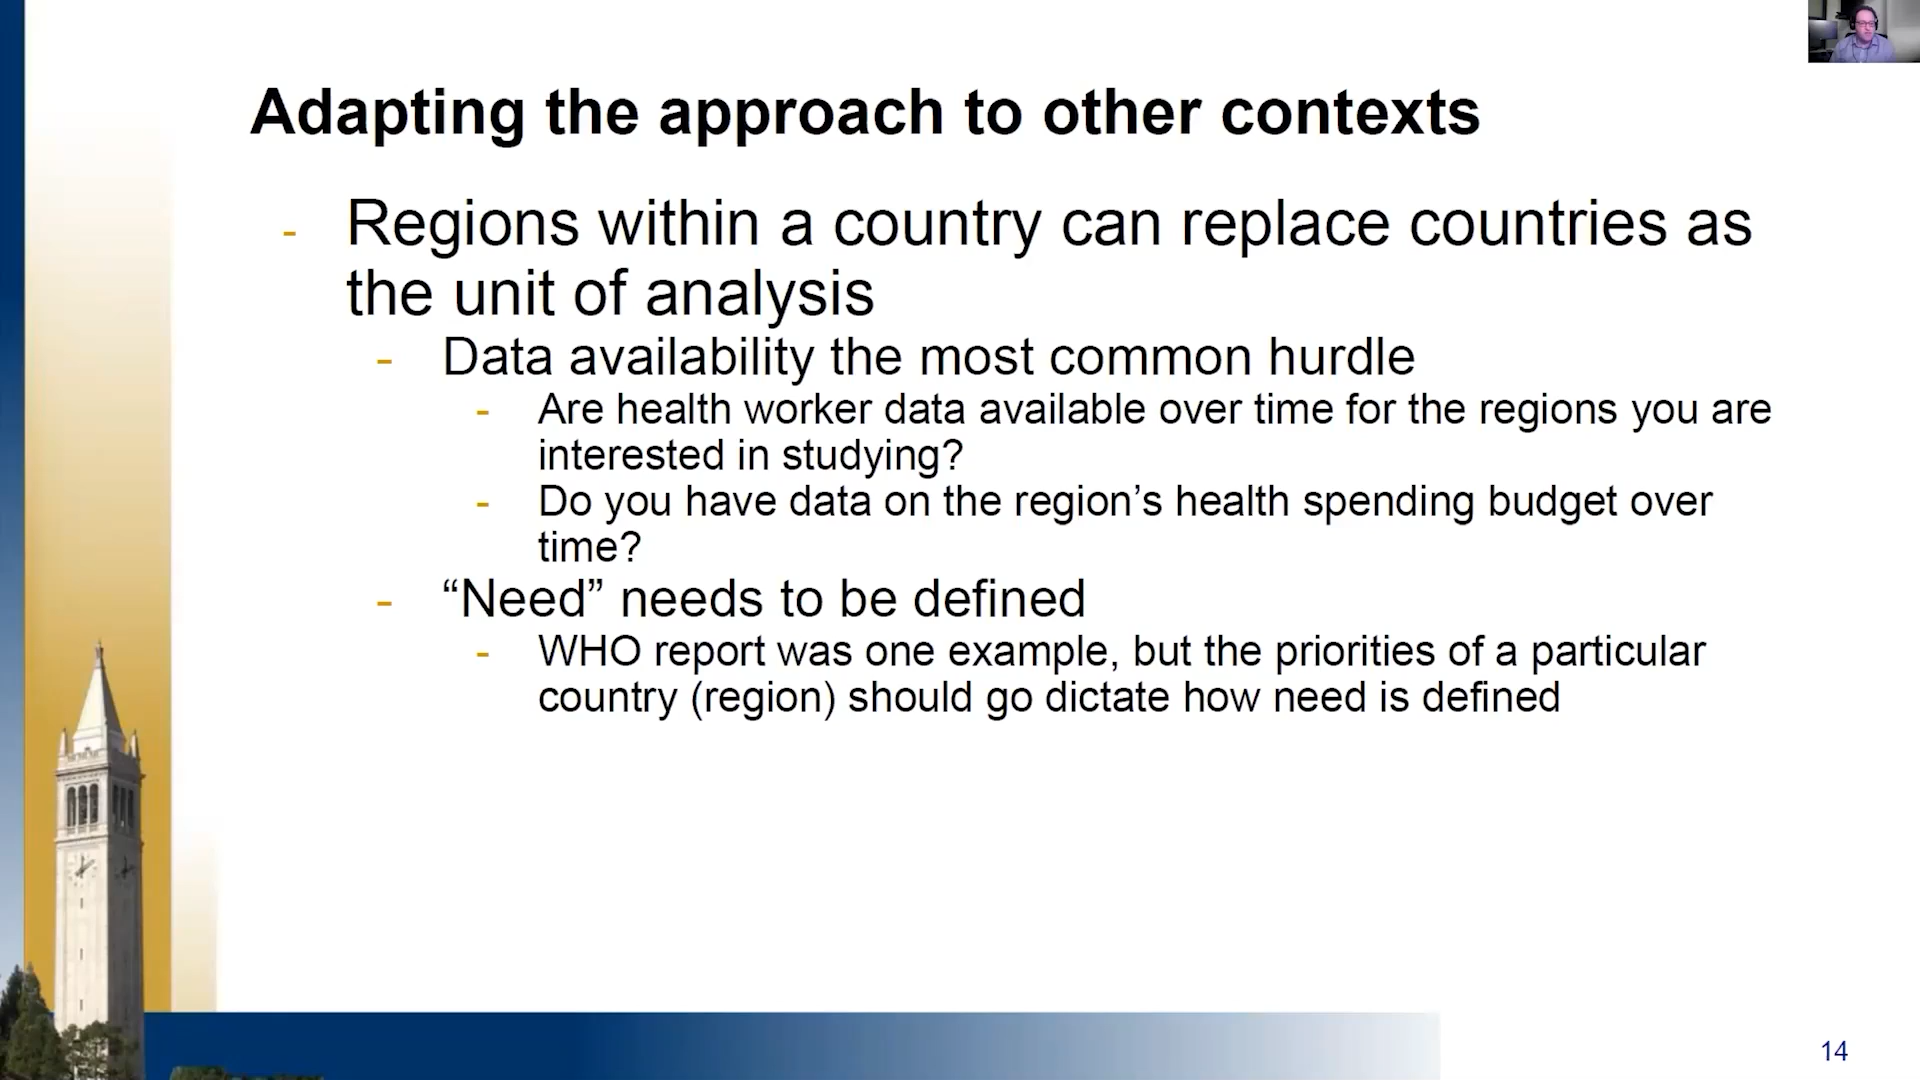 Adapting the approach to other contexts
- Regions within a country can replace countries as
the unit of analysis
- Data availability the most common hurdle
- Are health worker data available over time for the regions you are
interested in studying?
- Do you have data on the region’s health spending budget over
time?
- “Need” needs to be defined
- WHO report was one example, but the priorities of a particular
country (region) should go dictate how need is defined
14